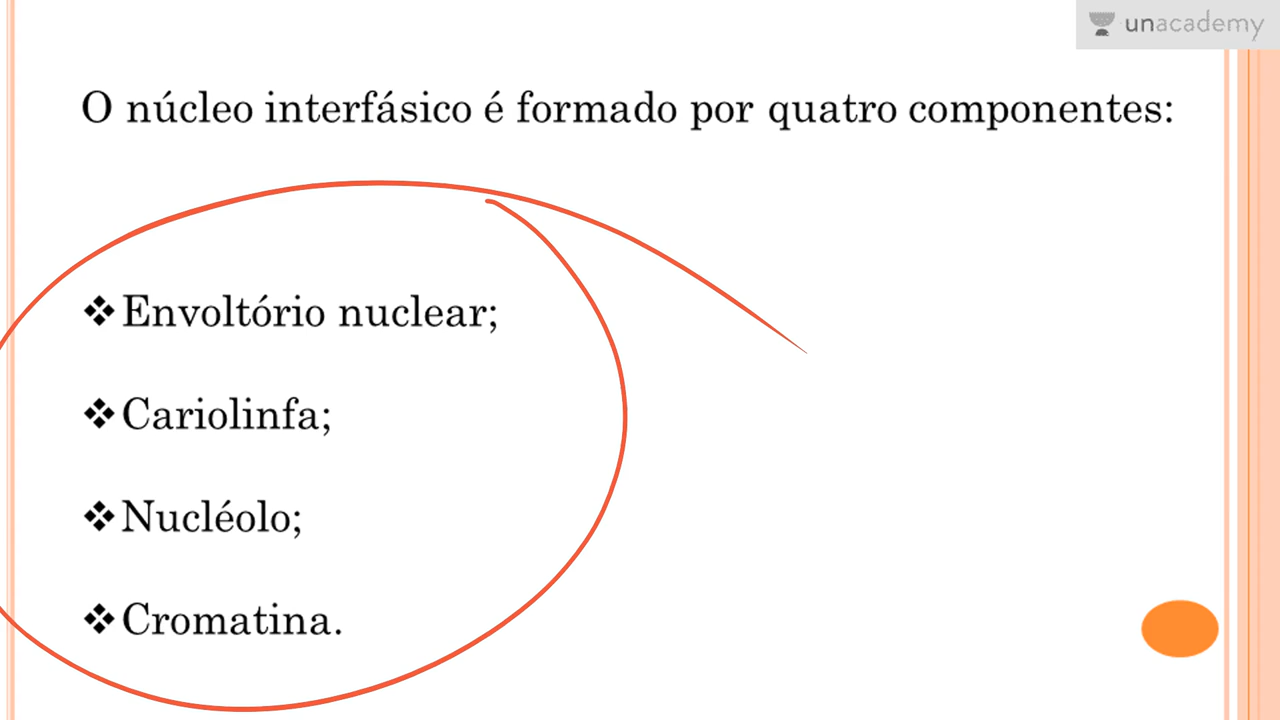 unacademy
O núcleo interfásico é formado por quatro componentes:
❖Envoltório nuclear;
❖Cariolinfa;
❖Nucléolo;
❖Cromatina.